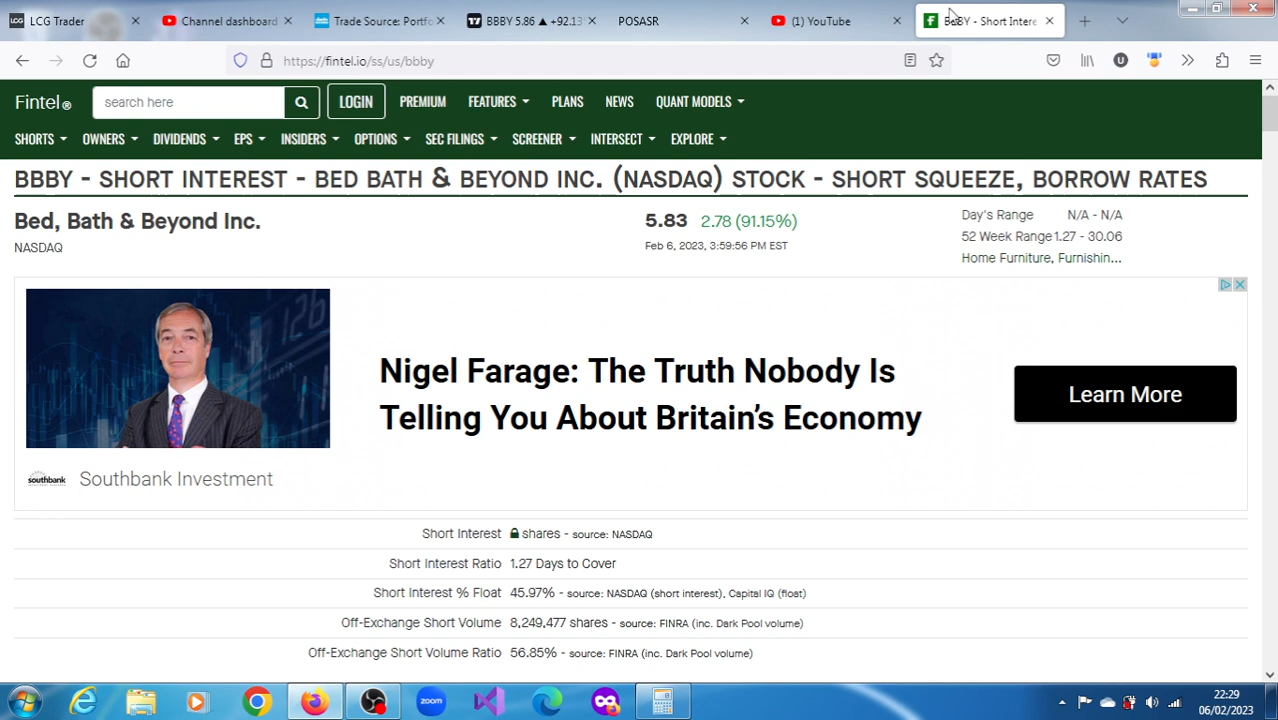 LCG Trader
Channel dashboard
Trade Source: Portfo
BBBY 5.86 ▲ +92.13
POSASR
(1) YouTube
BBBY - Short Intere
https://fintel.io/ss/us/bbby
Fintel ®
search here
LOGIN
PREMIUM
FEATURES
PLANS
NEWS
QUANT MODELS
SHORTS
OWNERS
DIVIDENDS
EPS
INSIDERS
OPTIONS
SEC FILINGS
SCREENER
INTERSECT
EXPLORE
BBBY - SHORT INTEREST - BED BATH & BEYOND INC. (NASDAQ) STOCK - SHORT SQUEEZE, BORROW RATES
Bed, Bath & Beyond Inc.
NASDAQ
5.83 2.78 (91.15%)
Feb 6, 2023, 3:59:56 PM EST
Day's Range N/A - N/A
52 Week Range 1.27 - 30.06
Home Furniture, Furnishin...
Nigel Farage: The Truth Nobody Is
Telling You About Britain's Economy
Learn More
southbank
Southbank Investment
Short Interest shares - source: NASDAQ
Short Interest Ratio 1.27 Days to Cover
Short Interest % Float 45.97% - source: NASDAQ (short interest), Capital IQ (float)
Off-Exchange Short Volume 8,249,477 shares - source: FINRA (inc. Dark Pool volume)
Off-Exchange Short Volume Ratio 56.85% - source: FINRA (inc. Dark Pool volume)
zoom
22:29
06/02/2023